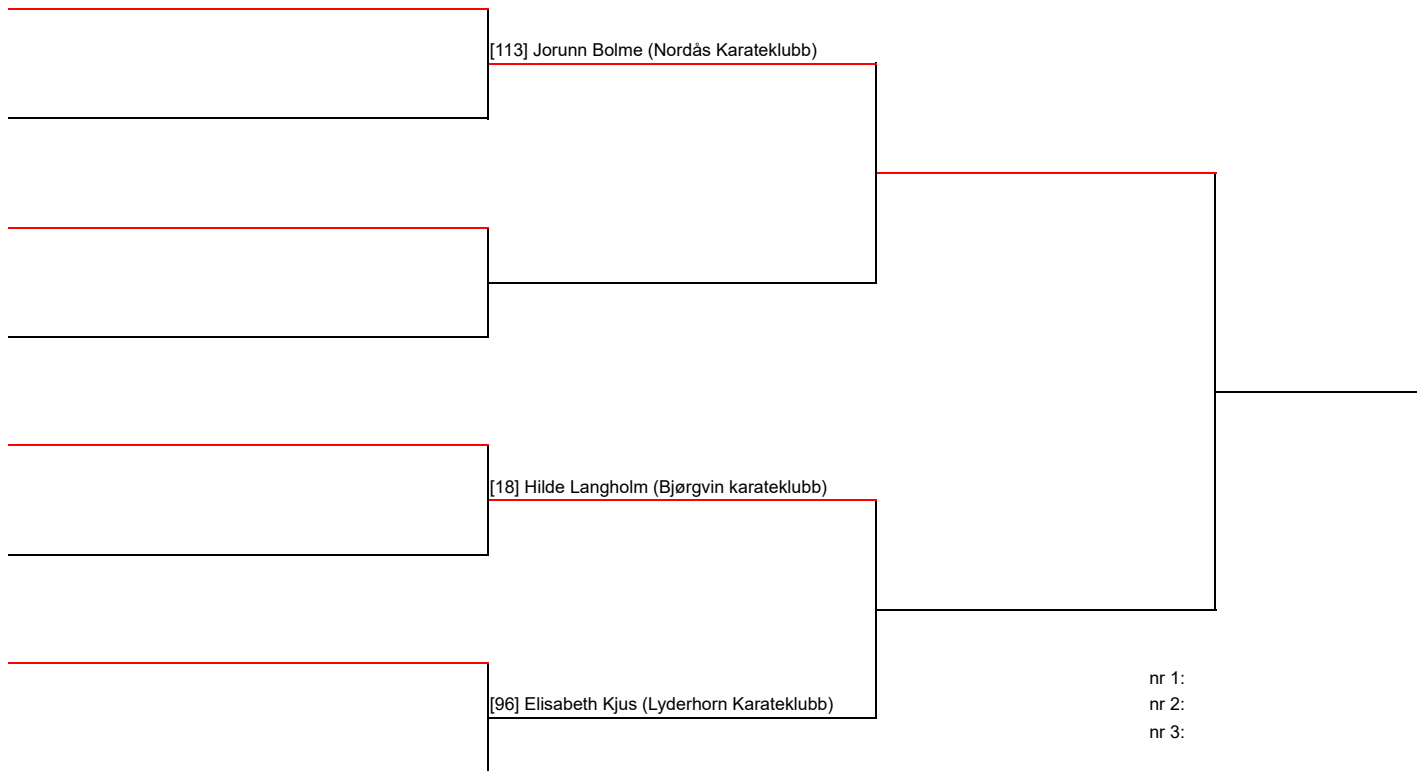 [113] Jorunn Bolme (Nordås Karateklubb)
[18] Hilde Langholm (Bjørgvin karateklubb)
[96] Elisabeth Kjus (Lyderhorn Karateklubb)
nr 1:
nr 2:
nr 3: